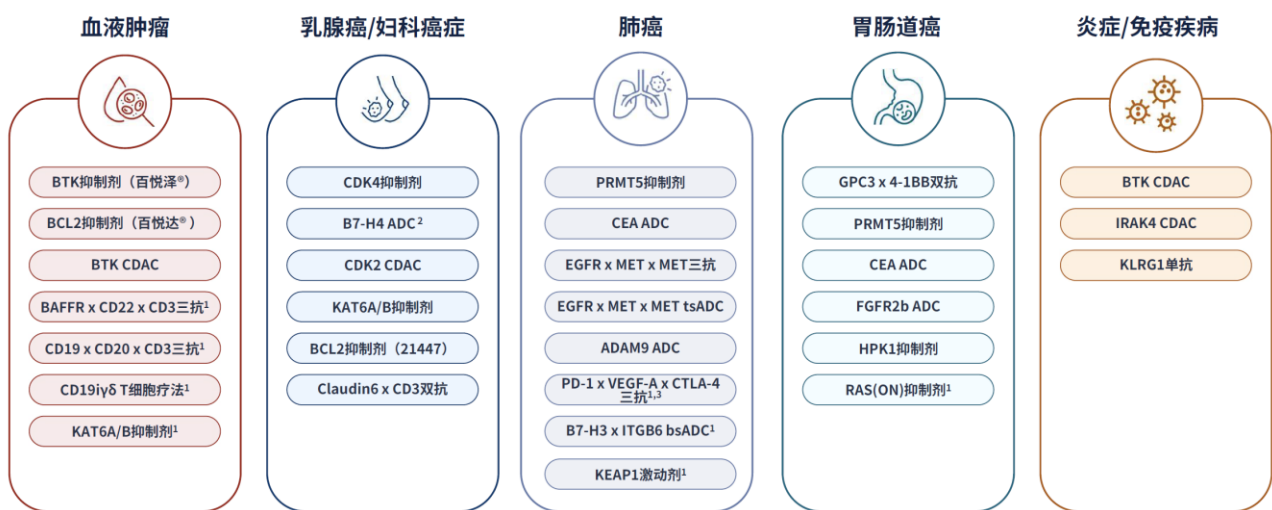 血液肿瘤
BTK抑制剂（百悦泽®）
BCL2抑制剂（百悦达®）
BTK CDAC
BAFFR x CD22 x CD3三抗¹
CD19 x CD20 x CD3三抗¹
CD19iγδ T细胞疗法¹
KAT6A/B抑制剂¹
乳腺癌/妇科癌症
CDK4抑制剂
B7-H4 ADC²
CDK2 CDAC
KAT6A/B抑制剂
BCL2抑制剂（21447）
Claudin6 x CD3双抗
肺癌
PRMT5抑制剂
CEA ADC
EGFR x MET x MET三抗
EGFR x MET x MET tsADC
ADAM9 ADC
PD-1 x VEGF-A x CTLA-4
三抗¹,³
B7-H3 x ITGB6 bsADC¹
KEAP1激动剂¹
胃肠道癌
GPC3 x 4-1BB双抗
PRMT5抑制剂
CEA ADC
FGFR2b ADC
HPK1抑制剂
RAS(ON)抑制剂¹
炎症/免疫疾病
BTK CDAC
IRAK4 CDAC
KLRG1单抗